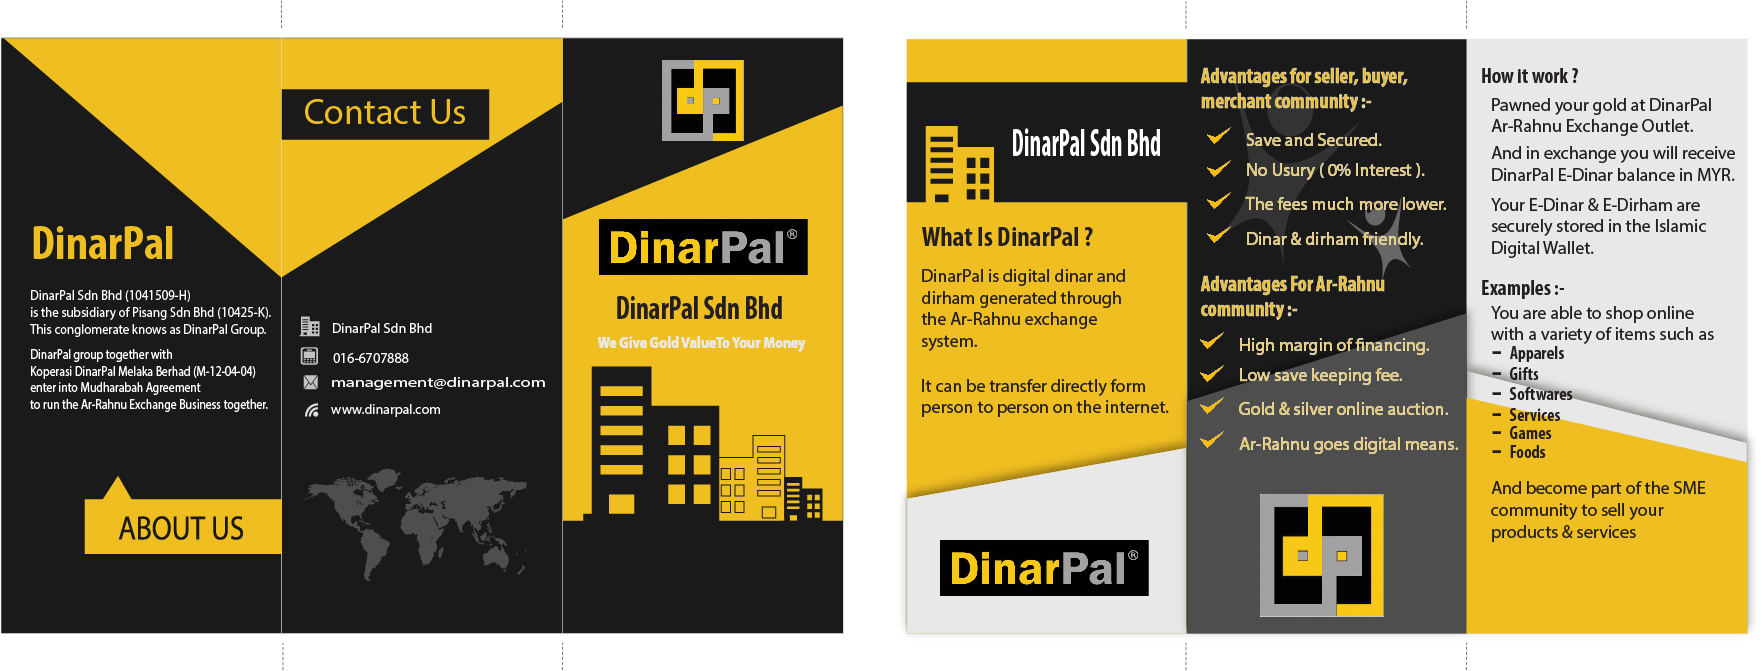 DinarPal
DinarPal Sdn Bhd (1041509-H)
is the subsidiary of Pisang Sdn Bhd (10425-K).
This conglomerate knows as DinarPal Group.
DinarPal group together with
Koperasi DinarPal Melaka Berhad (M-12-04-04)
enter into Mudharabah Agreement
to run the Ar-Rahnu Exchange Business together.
ABOUT US
Contact Us
DinarPal Sdn Bhd
016-6707888
management@dinarpal.com
www.dinarpal.com
dp
DinarPal®
DinarPal Sdn Bhd
We Give Gold ValueTo Your Money
DinarPal Sdn Bhd
What Is DinarPal ?
DinarPal is digital dinar and
dirham generated through
the Ar-Rahnu exchange
system.
It can be transfer directly form
person to person on the internet.
DinarPal®
Advantages for seller, buyer,
merchant community :-
Save and Secured.
No Usury ( 0% Interest ).
The fees much more lower.
Dinar & dirham friendly.
Advantages For Ar-Rahnu
community :-
High margin of financing.
Low save keeping fee.
Gold & silver online auction.
Ar-Rahnu goes digital means.
dp
How it work ?
Pawned your gold at DinarPal
Ar-Rahnu Exchange Outlet.
And in exchange you will receive
DinarPal E-Dinar balance in MYR.
Your E-Dinar & E-Dirham are
securely stored in the Islamic
Digital Wallet.
Examples :-
You are able to shop online
with a variety of items such as
– Apparels
– Gifts
– Softwares
– Services
– Games
– Foods
And become part of the SME
community to sell your
products & services